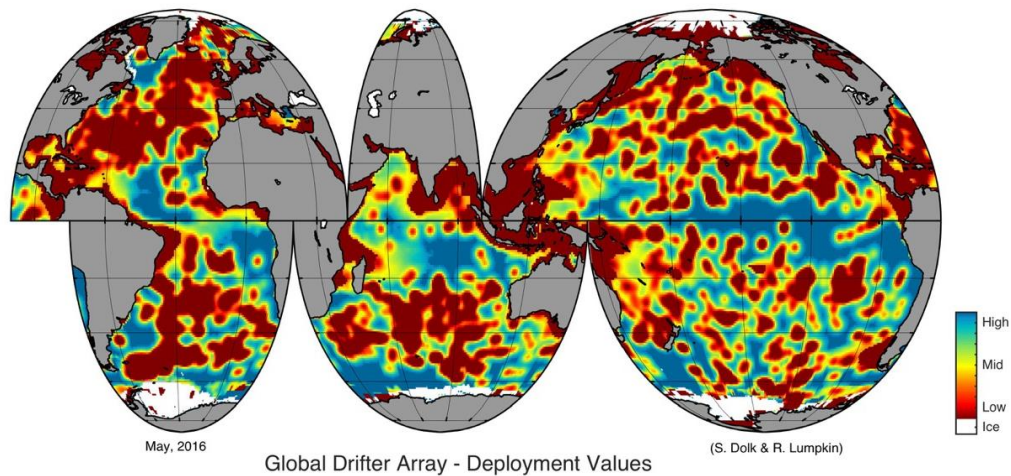 High
Mid
Low
Ice
May, 2016
(S. Dolk & R. Lumpkin)
Global Drifter Array - Deployment Values